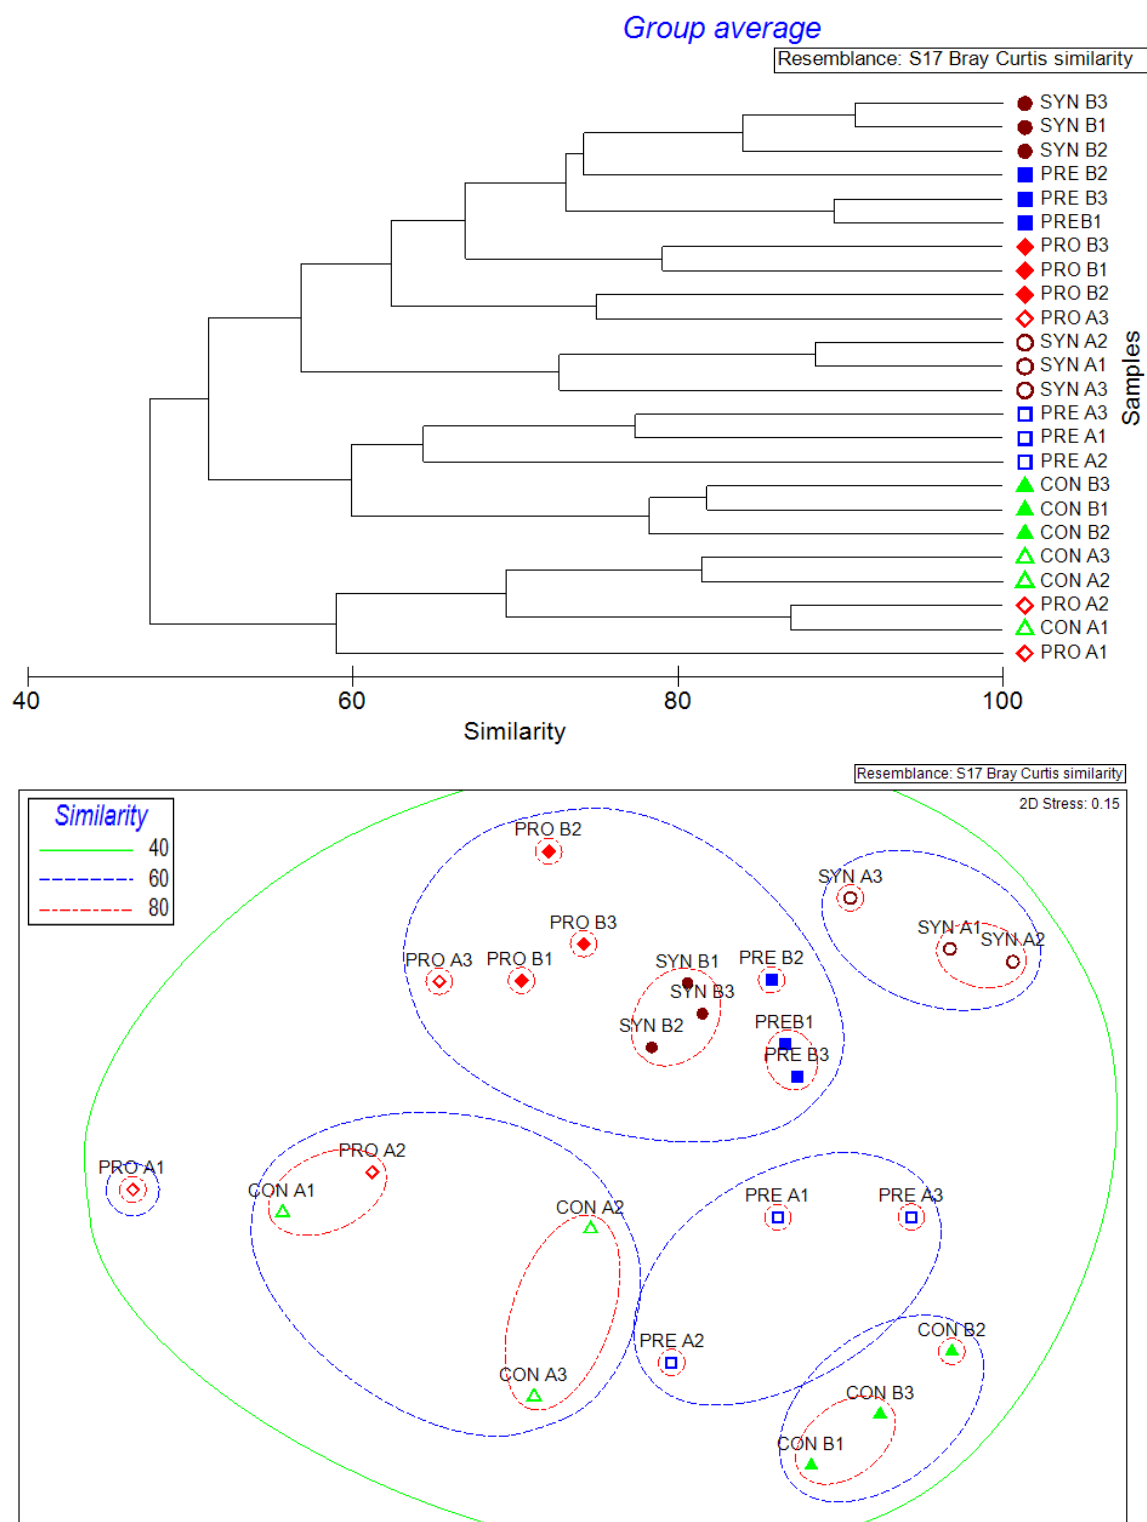 Group average
Resemblance: S17 Bray Curtis similarity
SYN B3
SYN B1
SYN B2
PRE B2
PRE B3
PREB1
PRO B3
PRO B1
PRO B2
PRO A3
SYN A2
SYN A1
SYN A3
PRE A3
PRE A1
PRE A2
CON B3
CON B1
CON B2
CON A3
CON A2
PRO A2
CON A1
PRO A1
Samples
40 60 80 100
Similarity
Resemblance: S17 Bray Curtis similarity
2D Stress: 0.15
Similarity
40
60
80
PRO B2
SYN A3
PRO B3
SYN A1
SYN A2
PRO A3
PRO B1
SYN B1
PRE B2
SYN B3
SYN B2
PREB1
PRE B3
PRO A2
PRO A1
CON A1
CON A2
PRE A1
PRE A3
PRE A2
CON B2
CON A3
CON B3
CON B1